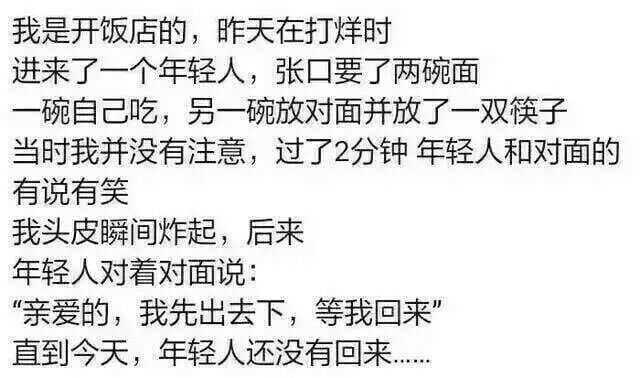 我是开饭店的，昨天在打烊时
进来了一个年轻人，张口要了两碗面
一碗自己吃，另一碗放对面并放了一双筷子
当时我并没有注意，过了2分钟 年轻人和对面的
有说有笑
我头皮瞬间炸起，后来
年轻人对着对面说：
“亲爱的，我先出去下，等我回来”
直到今天，年轻人还没有回来......